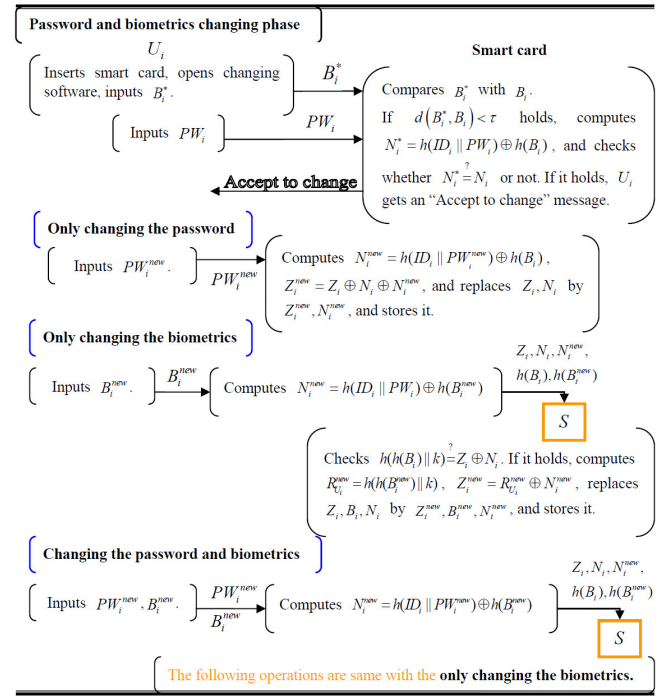 Password and biometrics changing phase
U_i
Smart card
Inserts smart card, opens changing
software, inputs B_i^*.
B_i^*
Inputs PW_i
PW_i
Compares B_i^* with B_i.
If d(B_i^*, B_i) < τ holds, computes
N_i^* = h(ID_i || PW_i) ⊕ h(B_i), and checks
whether N_i^* ?= N_i or not. If it holds, U_i
gets an “Accept to change” message.
Accept to change
Only changing the password
Inputs PW_i^{new}.
PW_i^{new}
Computes N_i^{new} = h(ID_i || PW_i^{new}) ⊕ h(B_i),
Z_i^{new} = Z_i ⊕ N_i ⊕ N_i^{new}, and replaces Z_i, N_i by
Z_i^{new}, N_i^{new}, and stores it.
Only changing the biometrics
Inputs B_i^{new}.
B_i^{new}
Computes N_i^{new} = h(ID_i || PW_i) ⊕ h(B_i^{new})
Z_i, N_i, N_i^{new},
h(B_i), h(B_i^{new})
S
Checks h(h(B_i) || k) ?= Z_i ⊕ N_i. If it holds, computes
R_{U_i}^{new} = h(h(B_i^{new}) || k), Z_i^{new} = R_{U_i}^{new} ⊕ N_i^{new}, replaces
Z_i, B_i, N_i by Z_i^{new}, B_i^{new}, N_i^{new}, and stores it.
Changing the password and biometrics
Inputs PW_i^{new}, B_i^{new}.
PW_i^{new}
B_i^{new}
Computes N_i^{new} = h(ID_i || PW_i^{new}) ⊕ h(B_i^{new})
Z_i, N_i, N_i^{new},
h(B_i), h(B_i^{new})
S
The following operations are same with the only changing the biometrics.